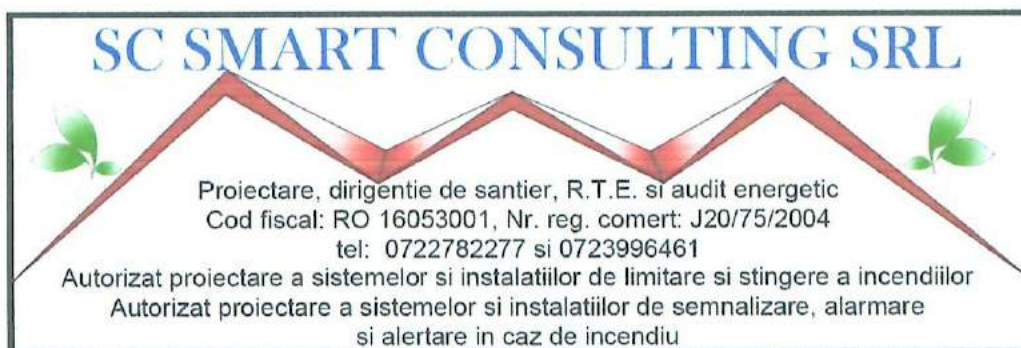 SC SMART CONSULTING SRL
Proiectare, dirigentie de santier, R.T.E. si audit energetic
Cod fiscal: RO 16053001, Nr. reg. comert: J20/75/2004
tel: 0722782277 si 0723996461
Autorizat proiectare a sistemelor si instalatiilor de limitare si stingere a incendiilor
Autorizat proiectare a sistemelor si instalatiilor de semnalizare, alarmare
si alertare in caz de incendiu